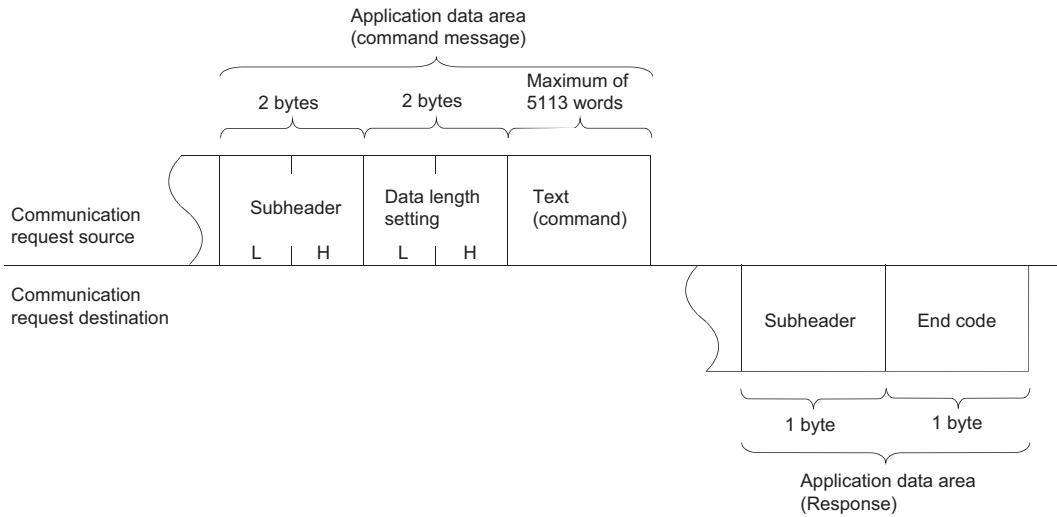 Application data area
(command message)
2 bytes
2 bytes
Maximum of
5113 words
Communication
request source
Subheader
L
H
Data length
setting
L
H
Text
(command)
Communication
request destination
Subheader
End code
1 byte
1 byte
Application data area
(Response)